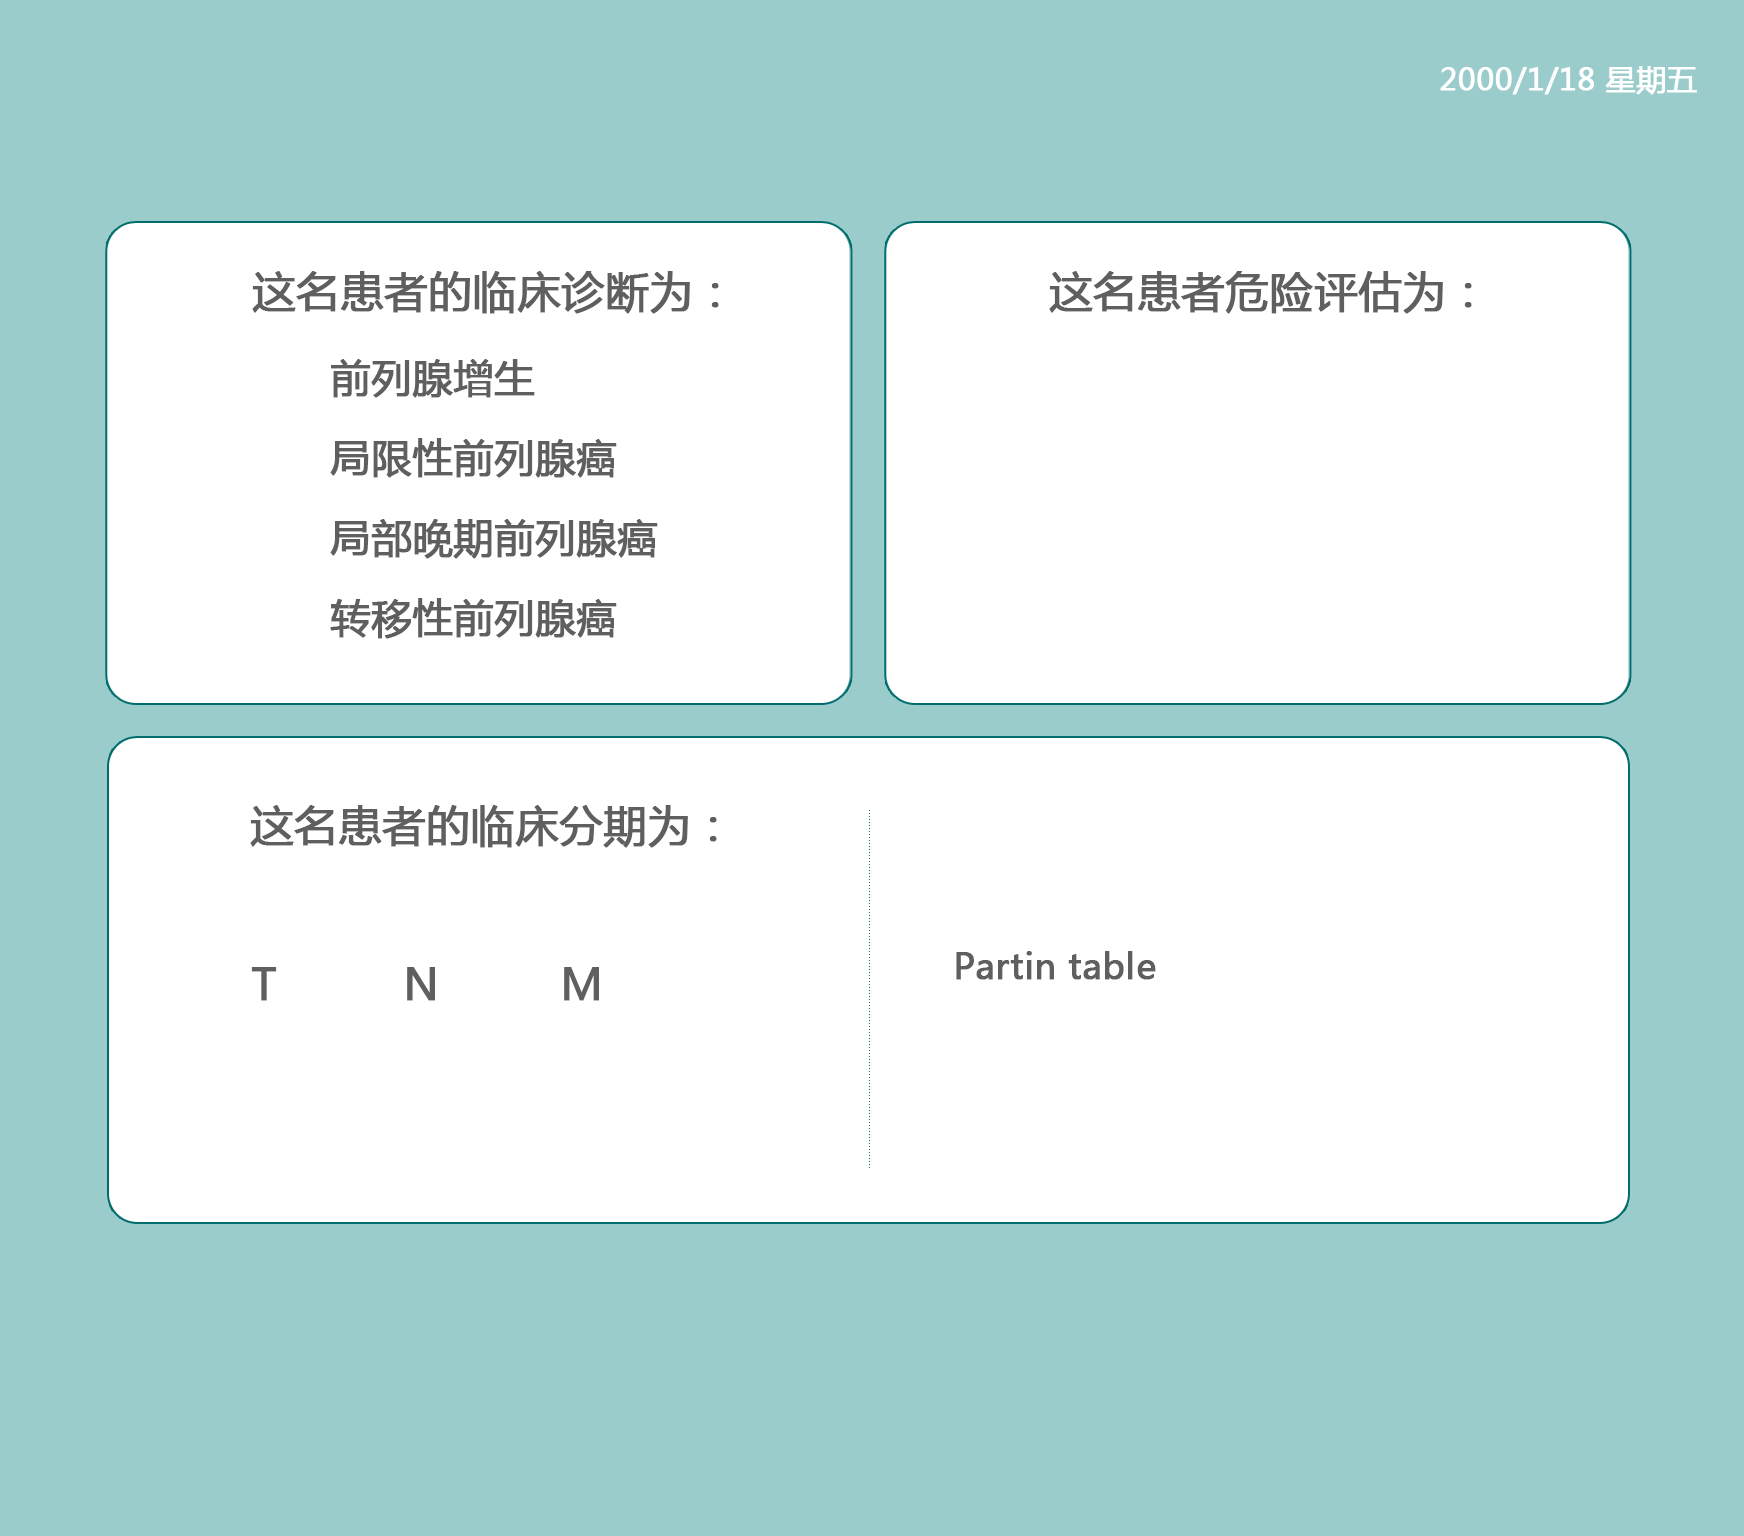 2000/1/18 星期五
这名患者的临床诊断为：
前列腺增生
局限性前列腺癌
局部晚期前列腺癌
转移性前列腺癌
这名患者危险评估为：
这名患者的临床分期为：
T N M
Partin table